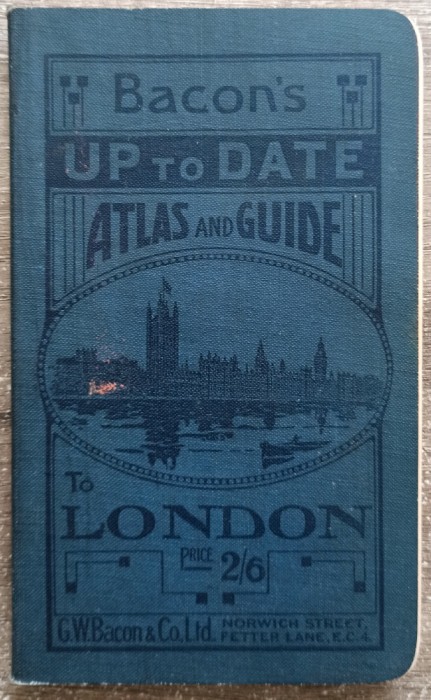 Bacon's
UP TO DATE
ATLAS AND GUIDE
TO
LONDON
PRICE 2/6
G.W. Bacon & Co. Ltd. NORWICH STREET,
FETTER LANE, E.C.4.